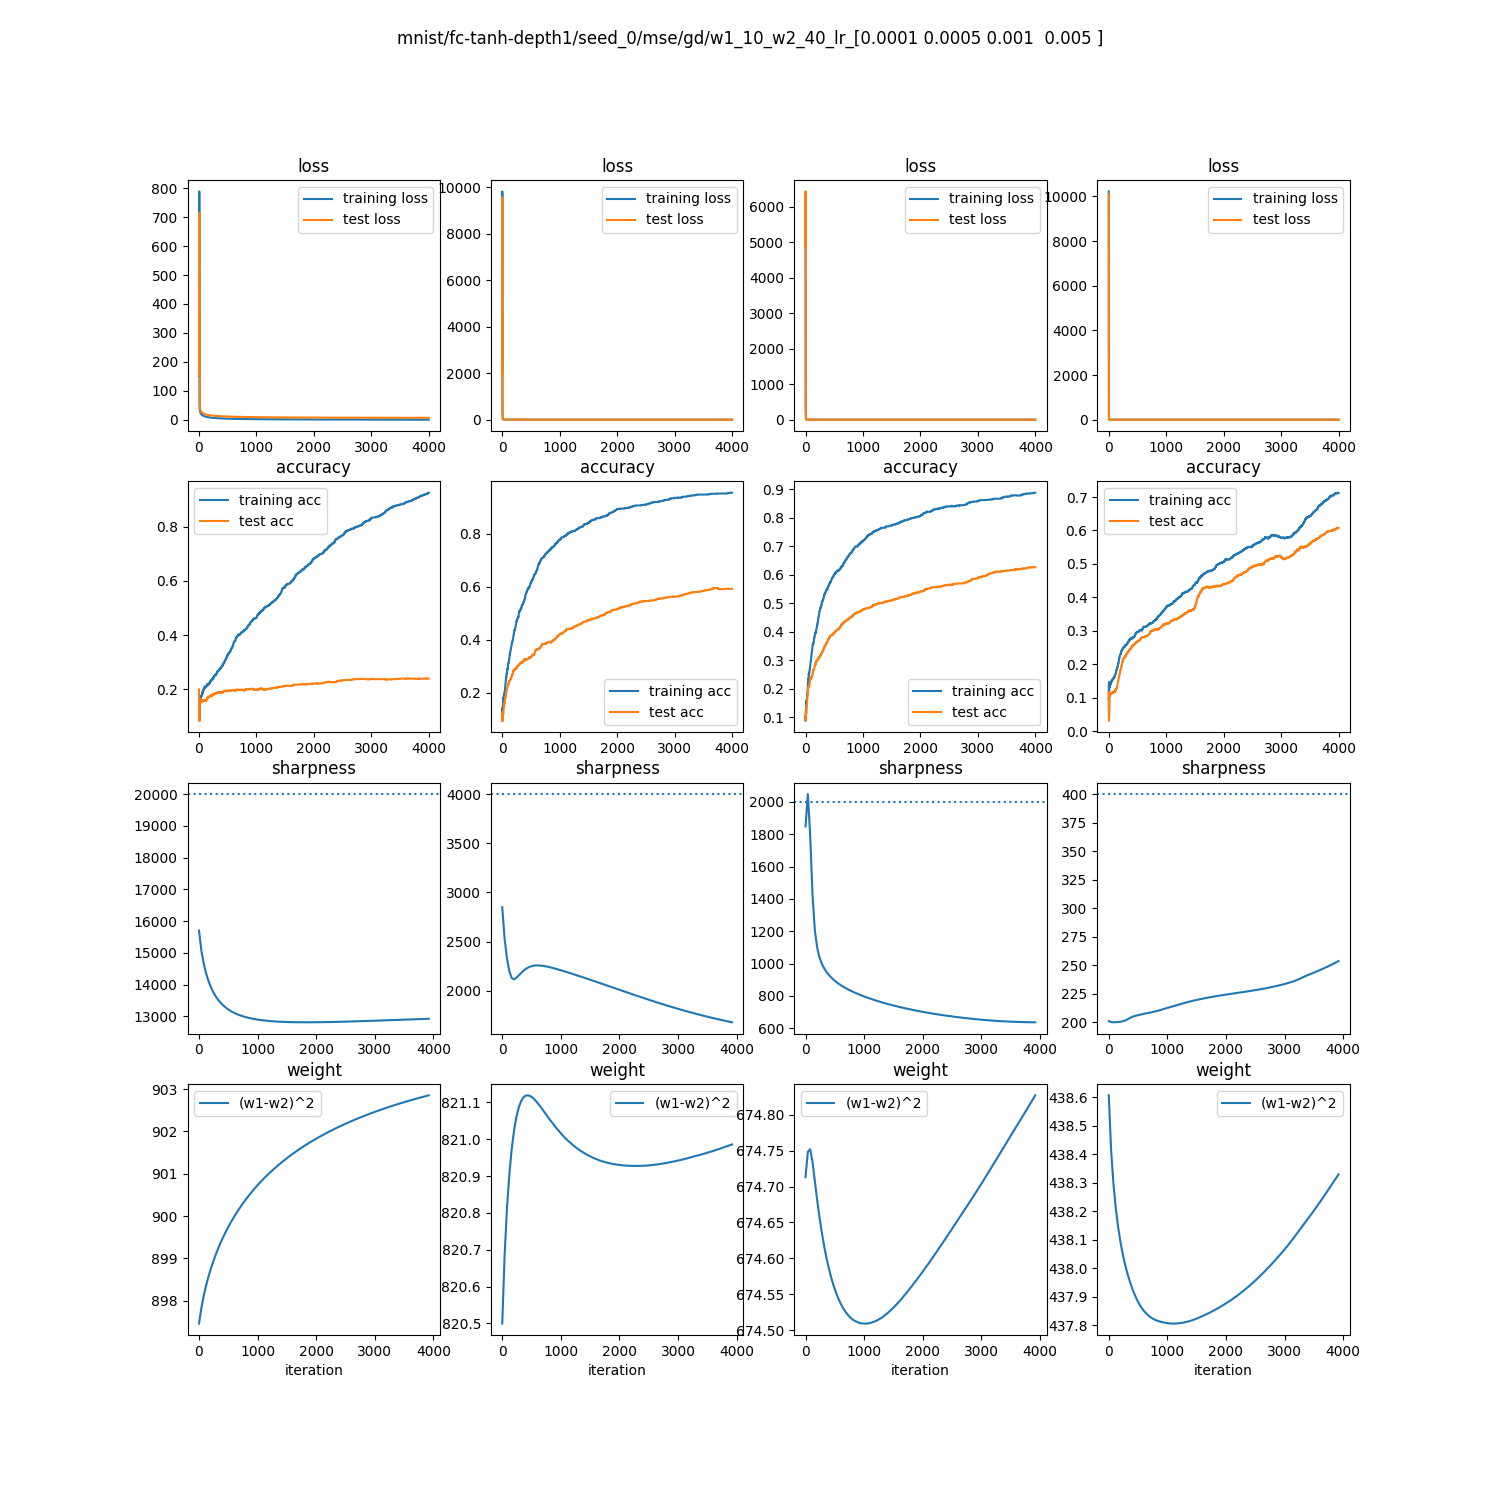 mnist/fc-tanh-depth1/seed_0/mse/gd/w1_10_w2_40_lr_[0.0001 0.0005 0.001  0.005 ]
loss loss loss loss
800 700 600 500 400 300 200 100 0
training loss
test loss
0 1000 2000 3000 4000
10000 8000 6000 4000 2000 0
training loss
test loss
0 1000 2000 3000 4000
6000 5000 4000 3000 2000 1000 0
training loss
test loss
0 1000 2000 3000 4000
10000 8000 6000 4000 2000 0
training loss
test loss
0 1000 2000 3000 4000
accuracy accuracy accuracy accuracy
0.8 0.6 0.4 0.2
training acc
test acc
0 1000 2000 3000 4000
0.8 0.6 0.4 0.2
training acc
test acc
0 1000 2000 3000 4000
0.9 0.8 0.7 0.6 0.5 0.4 0.3 0.2 0.1
training acc
test acc
0 1000 2000 3000 4000
0.7 0.6 0.5 0.4 0.3 0.2 0.1 0.0
training acc
test acc
0 1000 2000 3000 4000
sharpness sharpness sharpness sharpness
20000 19000 18000 17000 16000 15000 14000 13000
0 1000 2000 3000 4000
4000 3500 3000 2500 2000
0 1000 2000 3000 4000
2000 1800 1600 1400 1200 1000 800 600
0 1000 2000 3000 4000
400 375 350 325 300 275 250 225 200
0 1000 2000 3000 4000
weight weight weight weight
903 902 901 900 899 898
(w1-w2)^2
0 1000 2000 3000 4000
iteration
821.1 821.0 820.9 820.8 820.7 820.6 820.5
(w1-w2)^2
0 1000 2000 3000 4000
iteration
674.80 674.75 674.70 674.65 674.60 674.55 674.50
(w1-w2)^2
0 1000 2000 3000 4000
iteration
438.6 438.5 438.4 438.3 438.2 438.1 438.0 437.9 437.8
(w1-w2)^2
0 1000 2000 3000 4000
iteration